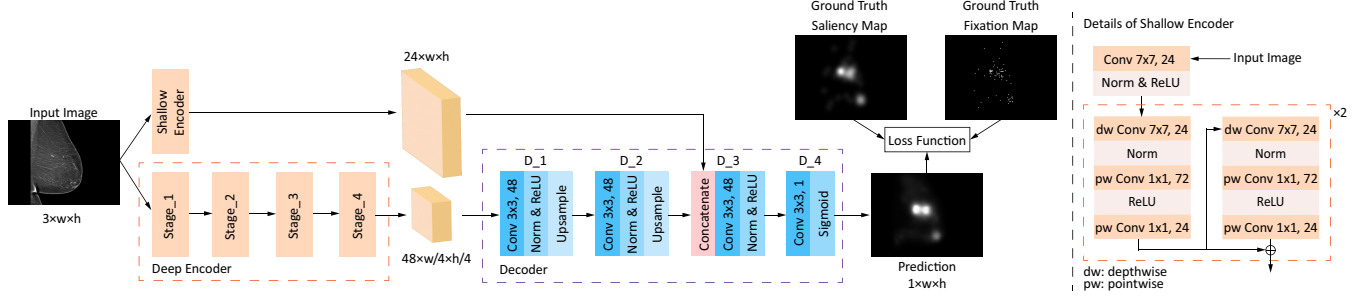 Input Image
3×w×h
Shallow
Encoder
Stage_1
Stage_2
Stage_3
Stage_4
Deep Encoder
24×w×h
48×w/4×h/4
D_1
D_2
D_3
D_4
Conv 3x3, 48
Norm & ReLU
Upsample
Conv 3x3, 48
Norm & ReLU
Upsample
Concatenate
Conv 3x3, 48
Norm & ReLU
Conv 3x3, 1
Sigmoid
Decoder
Ground Truth
Saliency Map
Ground Truth
Fixation Map
Loss Function
Prediction
1×w×h
Details of Shallow Encoder
Conv 7x7, 24
Norm & ReLU
Input Image
×2
dw Conv 7x7, 24
Norm
pw Conv 1x1, 72
ReLU
pw Conv 1x1, 24
dw Conv 7x7, 24
Norm
pw Conv 1x1, 72
ReLU
pw Conv 1x1, 24
dw: depthwise
pw: pointwise